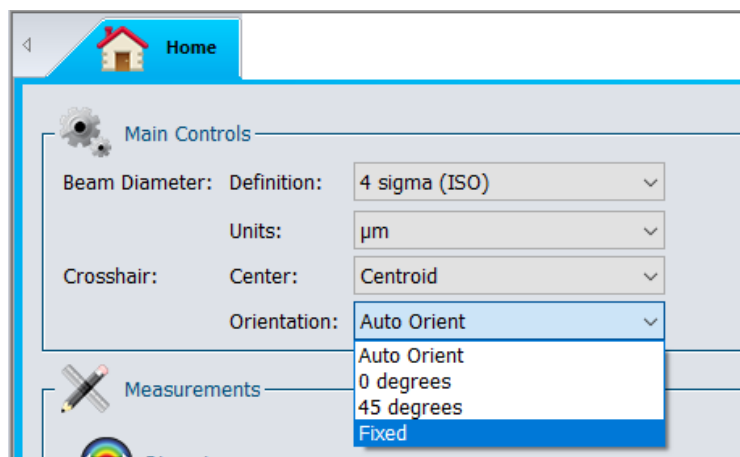 Home
Main Controls
Beam Diameter: Definition: 4 sigma (ISO)
Units: µm
Crosshair: Center: Centroid
Orientation: Auto Orient
Auto Orient
0 degrees
45 degrees
Fixed
Measurements